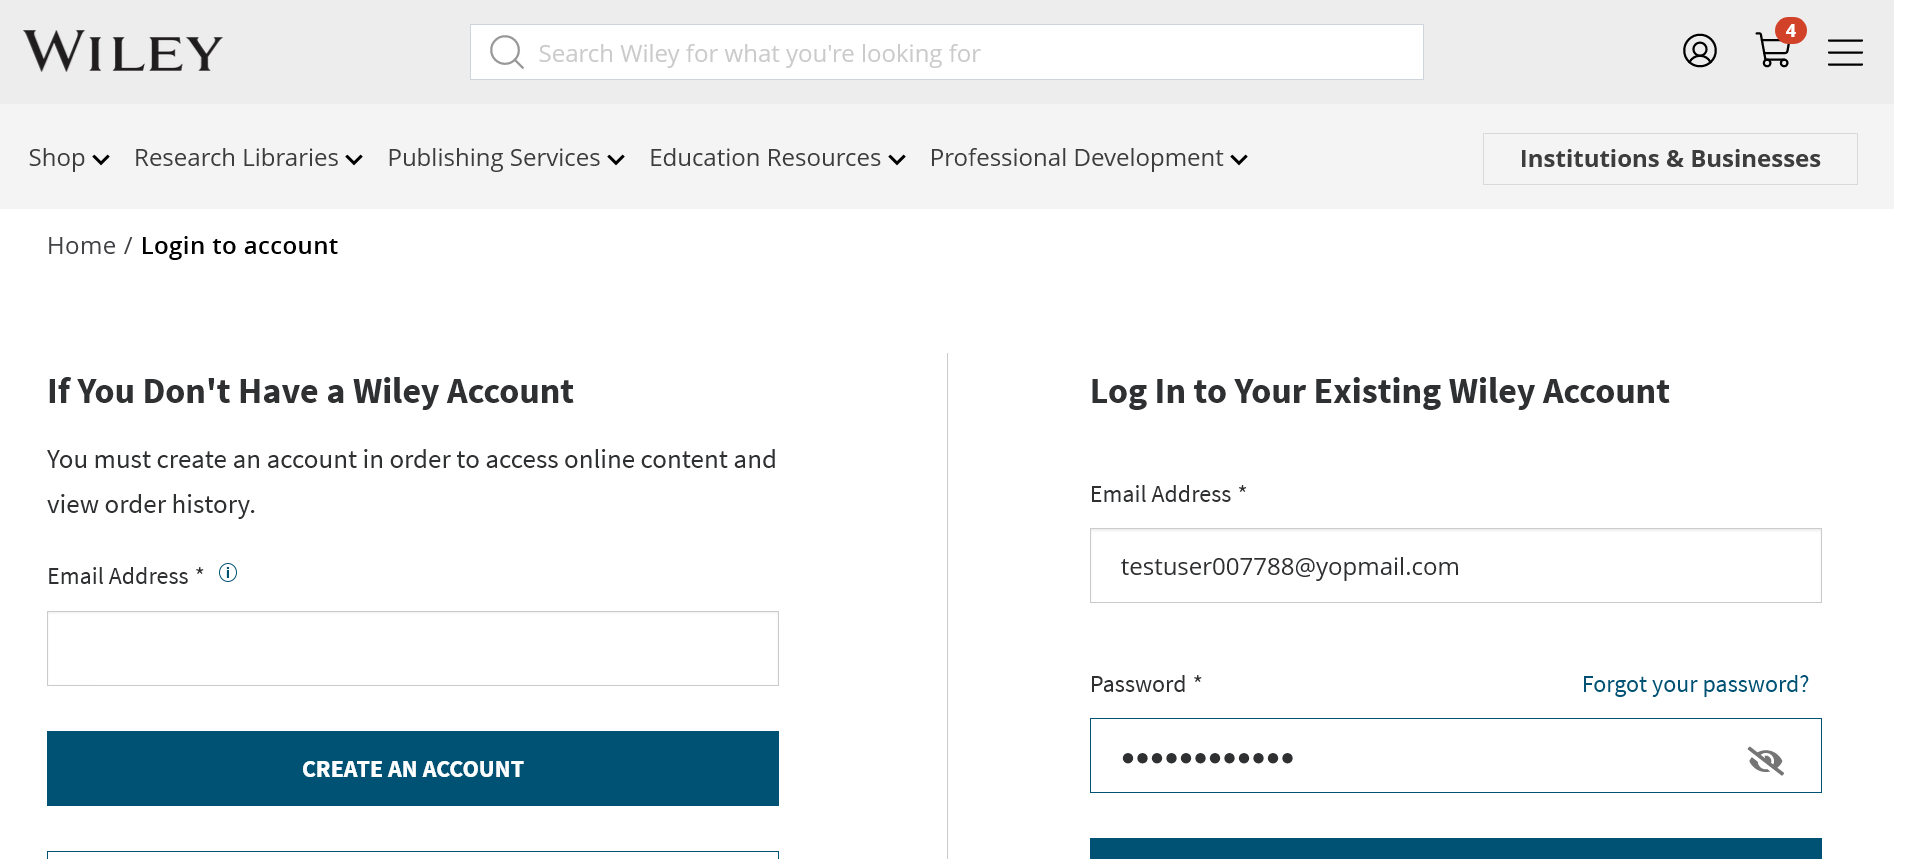 WILEY
Search Wiley for what you're looking for
4
Shop Research Libraries Publishing Services Education Resources Professional Development Institutions & Businesses
Home / Login to account
If You Don't Have a Wiley Account
You must create an account in order to access online content and
view order history.
Email Address *
CREATE AN ACCOUNT
Log In to Your Existing Wiley Account
Email Address *
testuser007788@yopmail.com
Password * Forgot your password?
••••••••••••